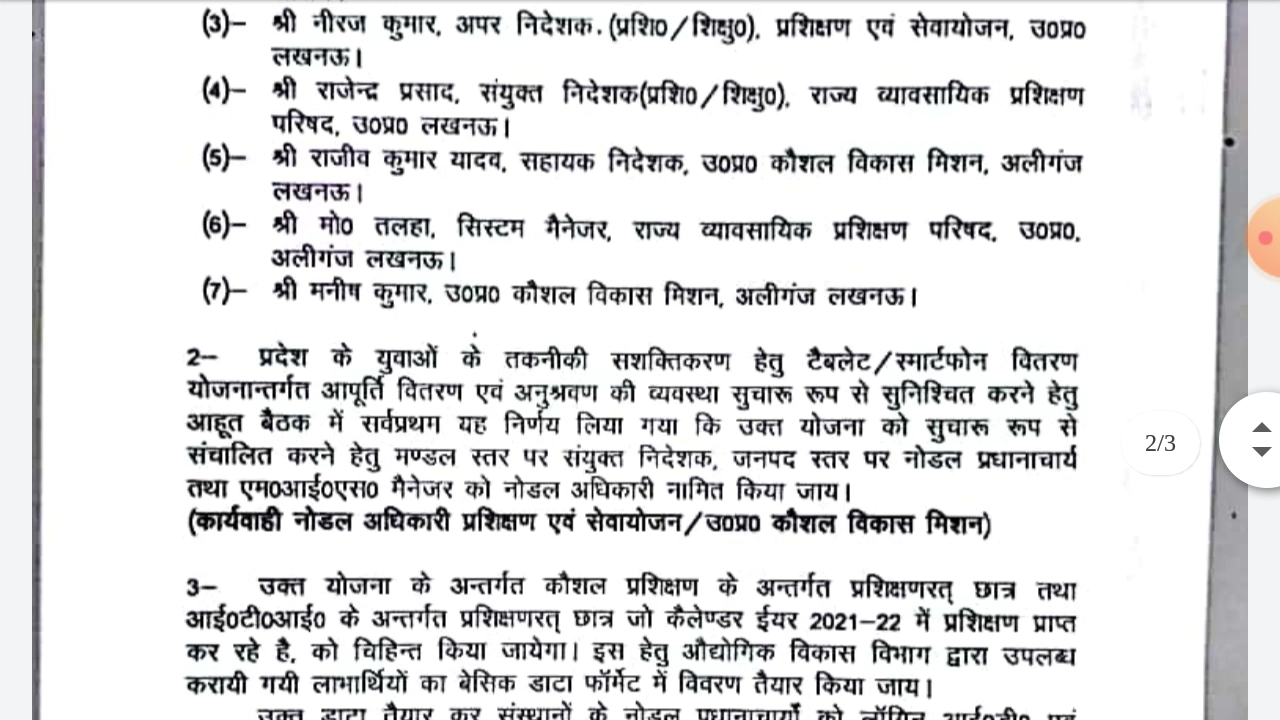 (3)– श्री नीरज कुमार, अपर निदेशक. (प्रशि0/शिक्षु0), प्रशिक्षण एवं सेवायोजन, उ0प्र0
लखनऊ।
(4)– श्री राजेन्द्र प्रसाद, संयुक्त निदेशक(प्रशि0/शिक्षु0), राज्य व्यावसायिक प्रशिक्षण
परिषद, उ0प्र0 लखनऊ।
(5)– श्री राजीव कुमार यादव, सहायक निदेशक, उ0प्र0 कौशल विकास मिशन, अलीगंज
लखनऊ।
(6)– श्री मो0 तलहा, सिस्टम मैनेजर, राज्य व्यावसायिक प्रशिक्षण परिषद, उ0प्र0,
अलीगंज लखनऊ।
(7)– श्री मनीष कुमार, उ0प्र0 कौशल विकास मिशन, अलीगंज लखनऊ।
2– प्रदेश के युवाओं के तकनीकी सशक्तिकरण हेतु टैबलेट/स्मार्टफोन वितरण
योजनान्तर्गत आपूर्ति वितरण एवं अनुश्रवण की व्यवस्था सुचारू रूप से सुनिश्चित करने हेतु
आहूत बैठक में सर्वप्रथम यह निर्णय लिया गया कि उक्त योजना को सुचारू रूप से
संचालित करने हेतु मण्डल स्तर पर संयुक्त निदेशक, जनपद स्तर पर नोडल प्रधानाचार्य
तथा एम0आई0एस0 मैनेजर को नोडल अधिकारी नामित किया जाय।
(कार्यवाही नोडल अधिकारी प्रशिक्षण एवं सेवायोजन/उ0प्र0 कौशल विकास मिशन)
2/3
3– उक्त योजना के अन्तर्गत कौशल प्रशिक्षण के अन्तर्गत प्रशिक्षणरत् छात्र तथा
आई0टी0आई0 के अन्तर्गत प्रशिक्षणरत् छात्र जो कैलेण्डर ईयर 2021–22 में प्रशिक्षण प्राप्त
कर रहे है, को चिहिन्त किया जायेगा। इस हेतु औद्योगिक विकास विभाग द्वारा उपलब्ध
करायी गयी लाभार्थियों का बेसिक डाटा फॉर्मेट में विवरण तैयार किया जाय।
उक्त डाटा तैयार कर संस्थानों के नोडल प्रधानाचार्यों को लॉगिन आई0डी0 एवं